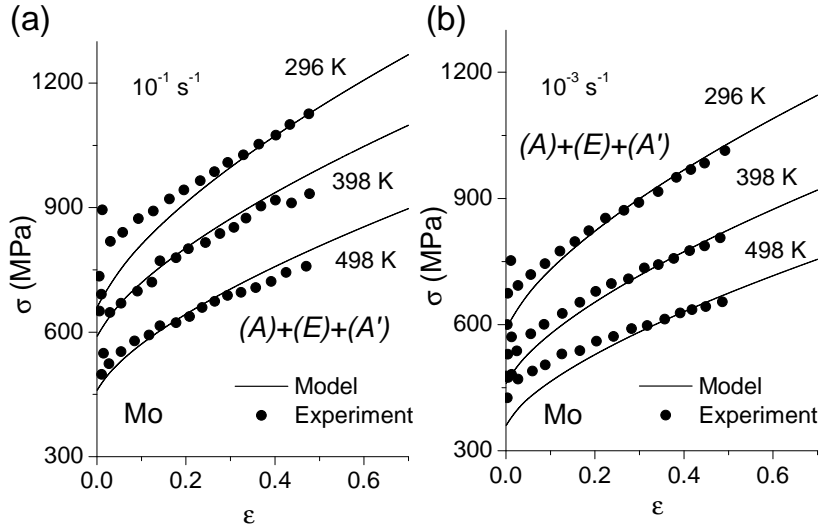 (a)
10⁻¹ s⁻¹
296 K
398 K
498 K
(A)+(E)+(A')
Model
Experiment
Mo
σ (MPa)
1200
900
600
300
0.0
0.2
0.4
0.6
ε
(b)
10⁻³ s⁻¹
296 K
(A)+(E)+(A')
398 K
498 K
Model
Experiment
Mo
σ (MPa)
1200
900
600
300
0.0
0.2
0.4
0.6
ε